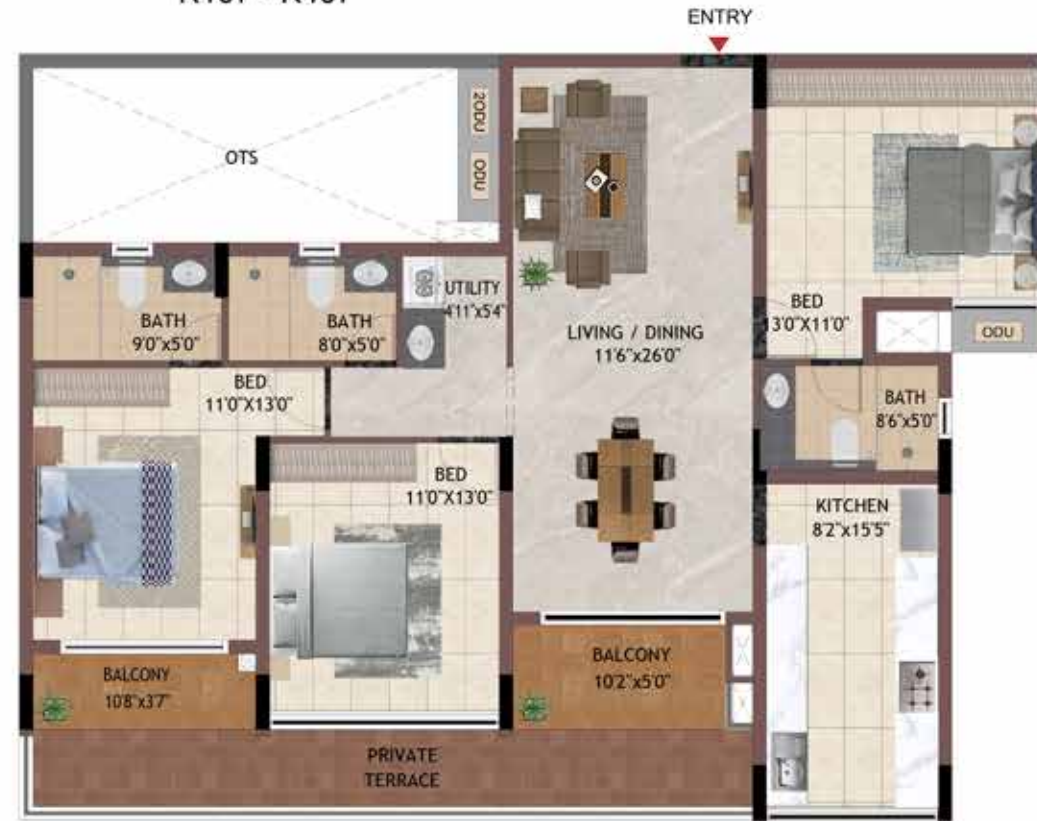 ENTRY
2ODU
ODU
OTS
UTILITY
4'11"x5'4"
BATH
9'0"x5'0"
BATH
8'0"x5'0"
LIVING / DINING
11'6"x26'0"
BED
13'0"X11'0"
ODU
BED
11'0"X13'0"
BATH
8'6"x5'0"
BED
11'0"X13'0"
KITCHEN
8'2"x15'5"
BALCONY
10'8"x3'7"
BALCONY
10'2"x5'0"
PRIVATE
TERRACE